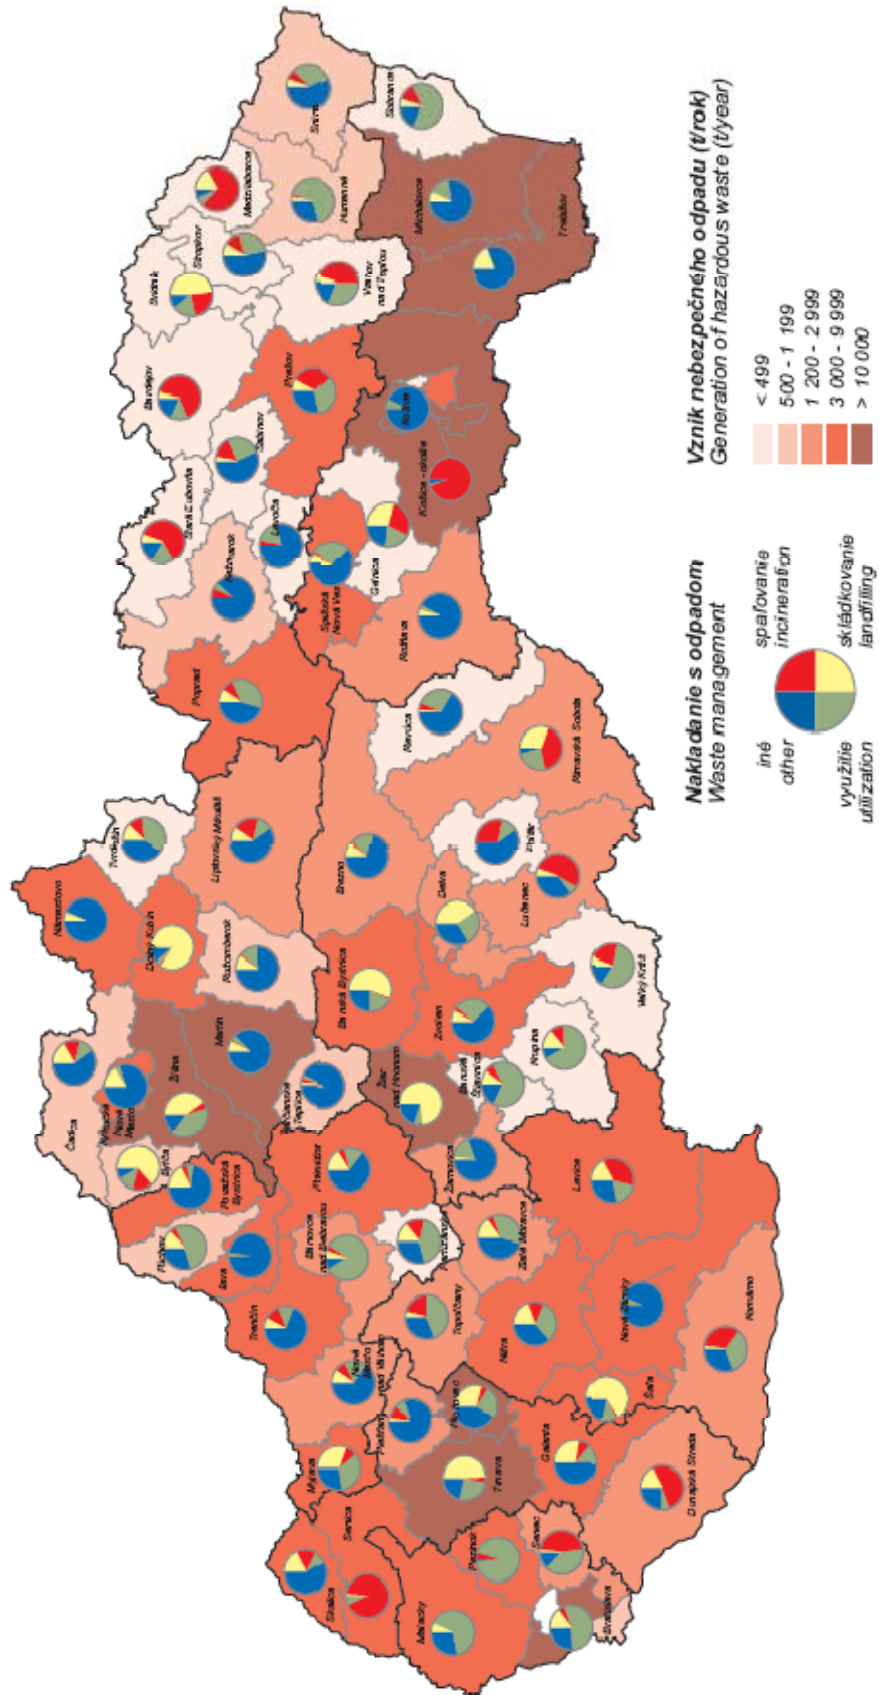 Snina
Sobrance
Medzilaborce
Humenné
Michalovce
Trebišov
Stropkov
Svidník
Vranov
nad Topľou
Bardejov
Prešov
Sabinov
Košice
Košice - okolie
Stará Ľubovňa
Kežmarok
Levoča
Spišská
Nová Ves
Gelnica
Rožňava
Poprad
Revúca
Rimavská Sobota
Tvrdošín
Liptovský Mikuláš
Brezno
Poltár
Námestovo
Dolný Kubín
Ružomberok
Detva
Lučenec
Banská Bystrica
Zvolen
Veľký Krtíš
Krupina
Martin
Žilina
Čadca
Kysucké
Nové
Mesto
Turčianske
Teplice
Žiar
nad Hronom
Banská
Štiavnica
Bytča
Považská
Bystrica
Prievidza
Žarnovica
Levice
Púchov
Ilava
Bánovce
nad Bebravou
Partizánske
Zlaté Moravce
Trenčín
Topoľčany
Nitra
Nové Zámky
Komárno
Nové
Mesto
nad Váhom
Piešťany
Hlohovec
Šaľa
Myjava
Trnava
Galanta
Dunajská Streda
Senica
Skalica
Malacky
Pezinok
Senec
Bratislava
Nakladanie s odpadom
Waste management
iné
other
spaľovanie
incineration
využitie
utilization
skládkovanie
landfilling
Vznik nebezpečného odpadu (t/rok)
Generation of hazardous waste (t/year)
< 499
500 - 1 199
1 200 - 2 999
3 000 - 9 999
> 10 000